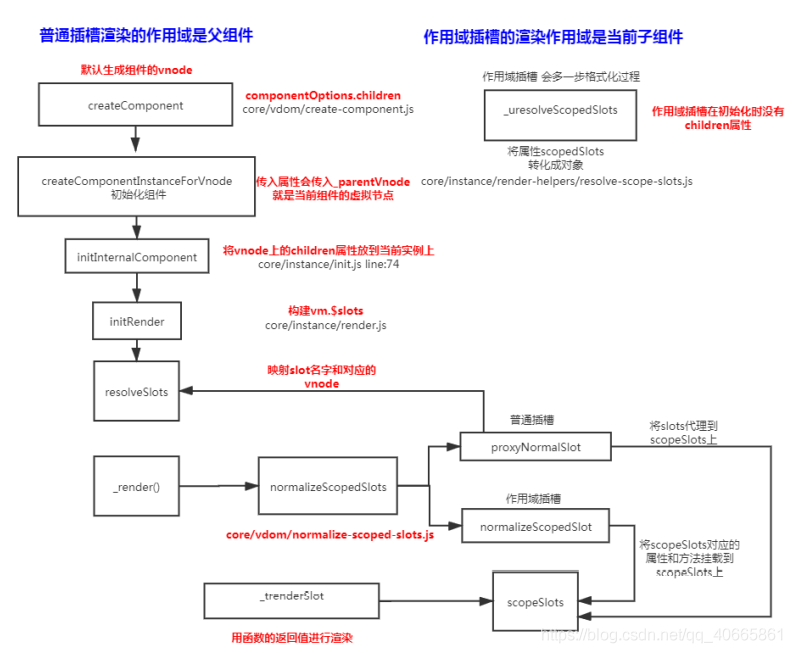 普通插槽渲染的作用域是父组件
作用域插槽的渲染作用域是当前子组件
默认生成组件的vnode
createComponent
componentOptions.children
core/vdom/create-component.js
作用域插槽 会多一步格式化过程
_uresolveScopedSlots
作用域插槽在初始化时没有
children属性
将属性scopedSlots
转化成对象
core/instance/render-helpers/resolve-scope-slots.js
createComponentInstanceForVnode
初始化组件
传入属性会传入_parentVnode
就是当前组件的虚拟节点
initInternalComponent
将vnode上的children属性放到当前实例上
core/instance/init.js line:74
initRender
构建vm.$slots
core/instance/render.js
resolveSlots
映射slot名字和对应的
vnode
普通插槽
proxyNormalSlot
将slots代理到
scopeSlots上
_render()
normalizeScopedSlots
core/vdom/normalize-scoped-slots.js
作用域插槽
normalizeScopedSlot
将scopeSlots对应的
属性和方法挂载到
scopeSlots上
_trenderSlot
用函数的返回值进行渲染
scopeSlots
https://blog.csdn.net/qq_40665861